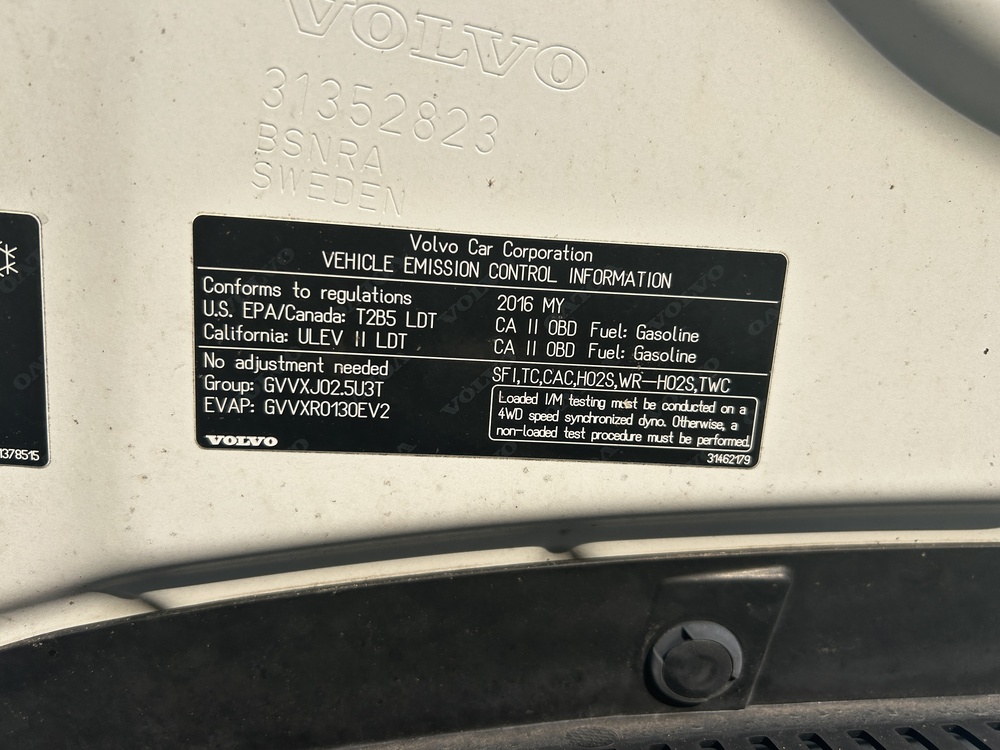 VOLVO
31352823
BSNRA
SWEDEN
Volvo Car Corporation
VEHICLE EMISSION CONTROL INFORMATION
Conforms to regulations
U.S. EPA/Canada: T2B5 LDT
California: ULEV II LDT
2016 MY
CA II OBD Fuel: Gasoline
CA II OBD Fuel: Gasoline
No adjustment needed
Group: GVVXJ02.5U3T
EVAP: GVVXR0130EV2
SFI,TC,CAC,HO2S,WR-HO2S,TWC
Loaded I/M testing must be conducted on a
4WD speed synchronized dyno. Otherwise, a
non-loaded test procedure must be performed.
VOLVO
31462179
1378515